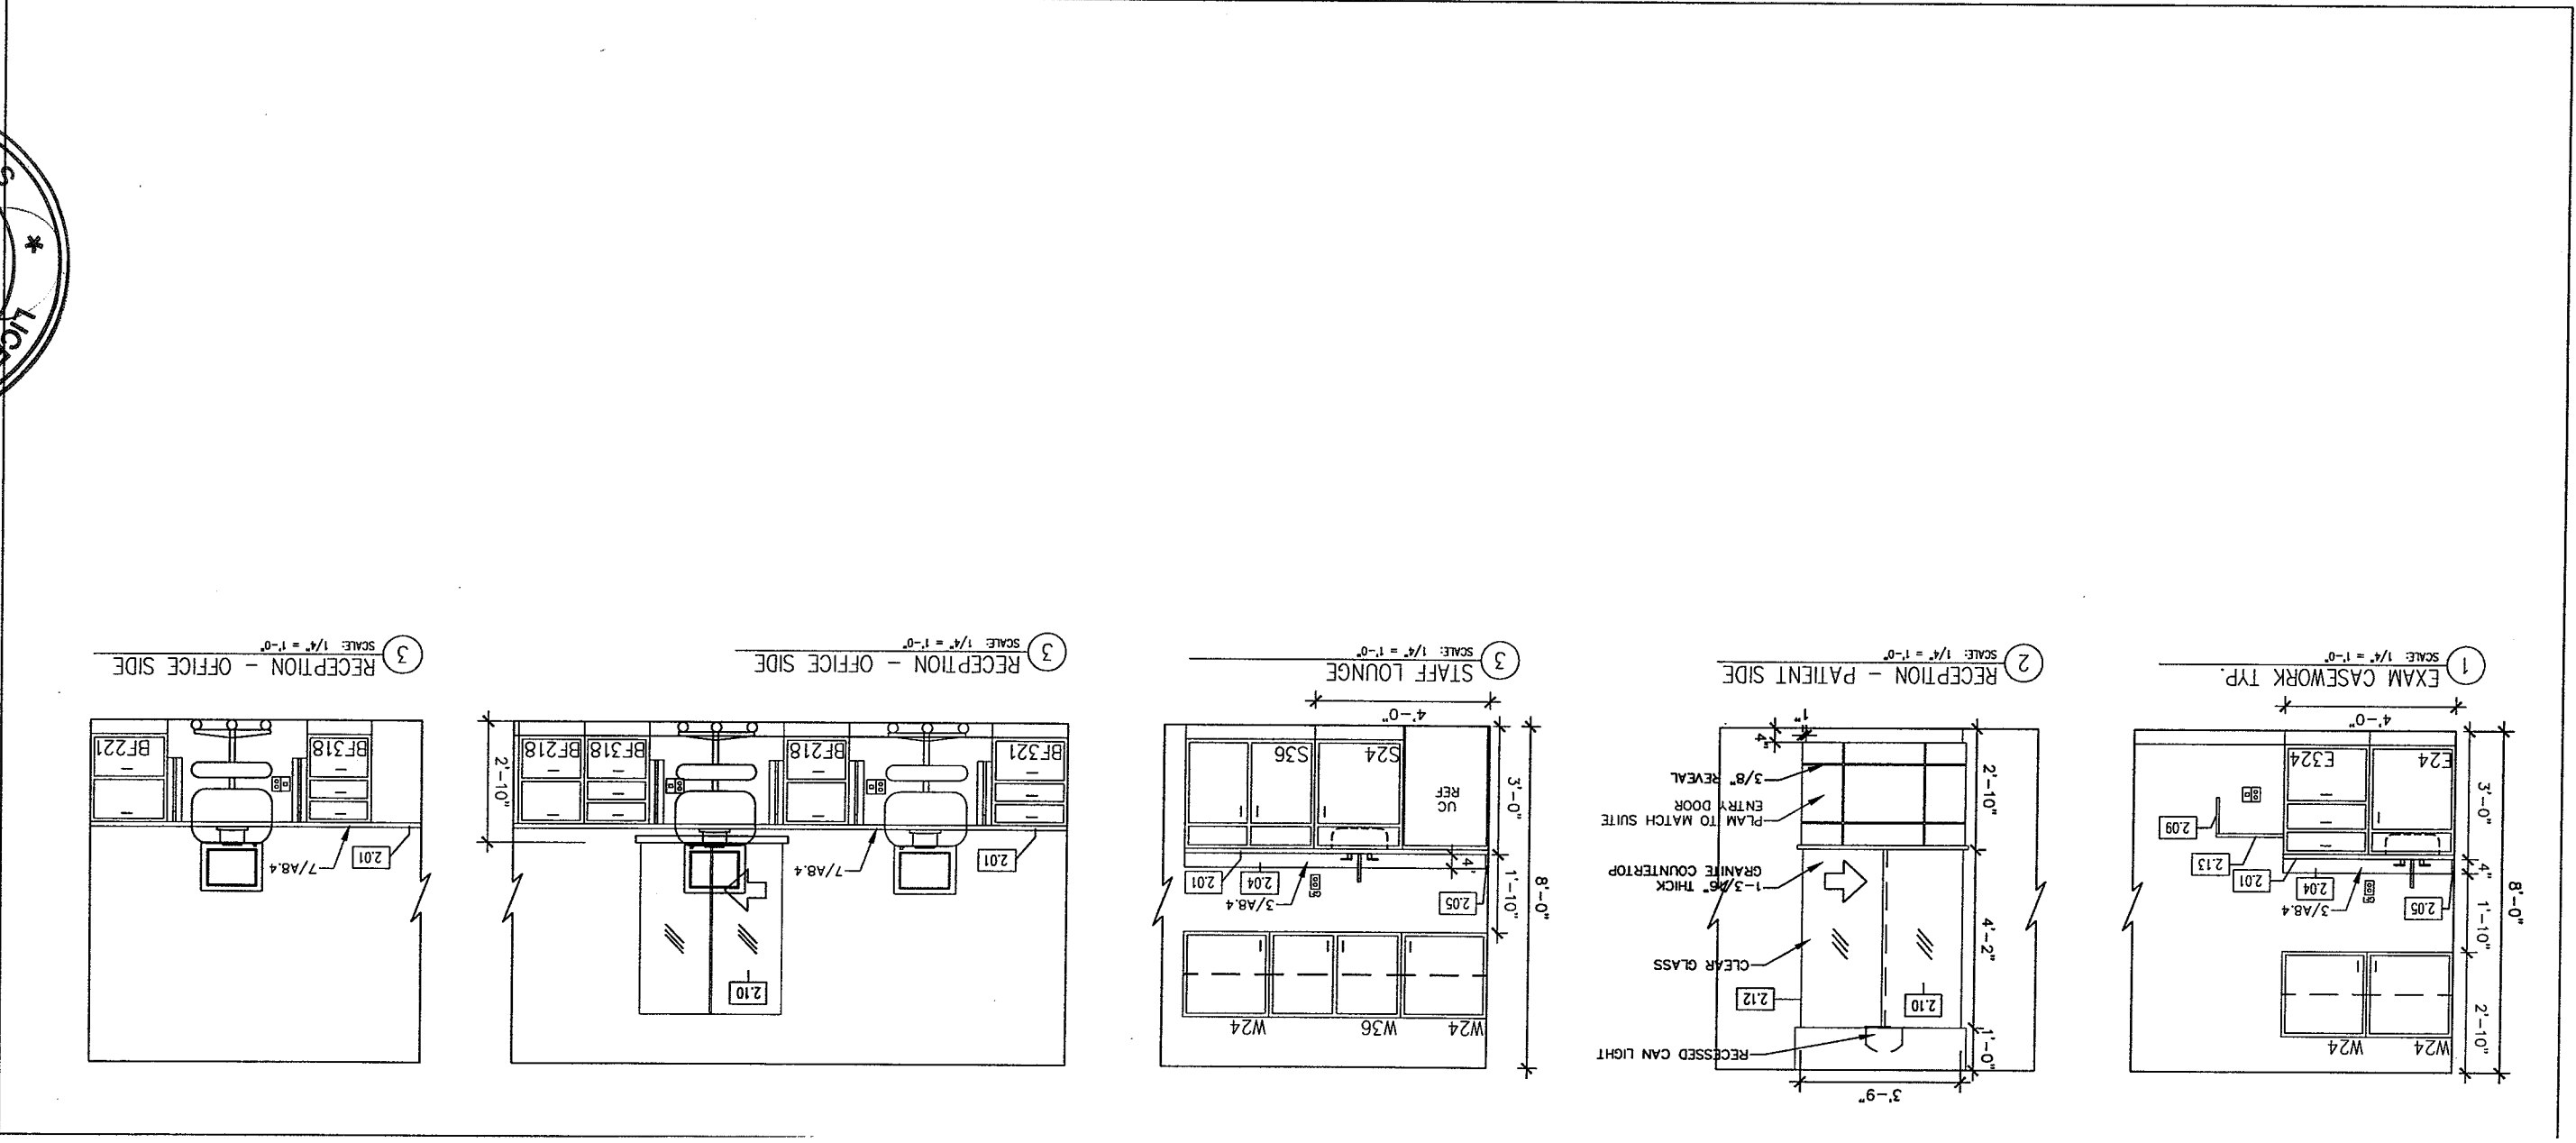 W24
W24
2'-10"
8'-0"
1'-10"
4"
3'-0"
2.05
3/A8.4
2.04
2.01
2.13
2.09
E24
E324
4'-0"
1
EXAM CASEWORK TYP.
SCALE: 1/4" = 1'-0"
3'-9"
1'-0"
RECESSED CAN LIGHT
2.10
2.12
CLEAR GLASS
4'-2"
1-3/16" THICK
GRANITE COUNTERTOP
PLAM TO MATCH SUITE
ENTRY DOOR
3/8" REVEAL
2'-10"
4"
1"
2
RECEPTION - PATIENT SIDE
SCALE: 1/4" = 1'-0"
W24
W36
W24
8'-0"
1'-10"
2.05
3/A8.4
2.04
2.01
4"
3'-0"
UC
REF
S24
S36
4'-0"
3
STAFF LOUNGE
SCALE: 1/4" = 1'-0"
2.10
2.01
7/A8.4
BF321
BF218
BF318
BF218
2'-10"
3
RECEPTION - OFFICE SIDE
SCALE: 1/4" = 1'-0"
2.01
7/A8.4
BF318
BF221
3
RECEPTION - OFFICE SIDE
SCALE: 1/4" = 1'-0"
LICE
*
S